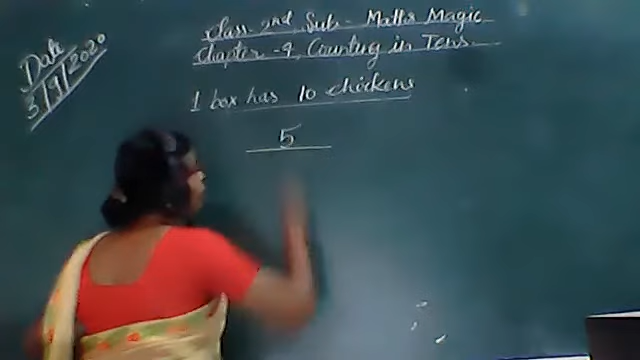 Class 2nd Sub- Maths Magic
Chapter - 4, Counting in Tens
Date
3/9/2020
1 box has 10 chickens
5